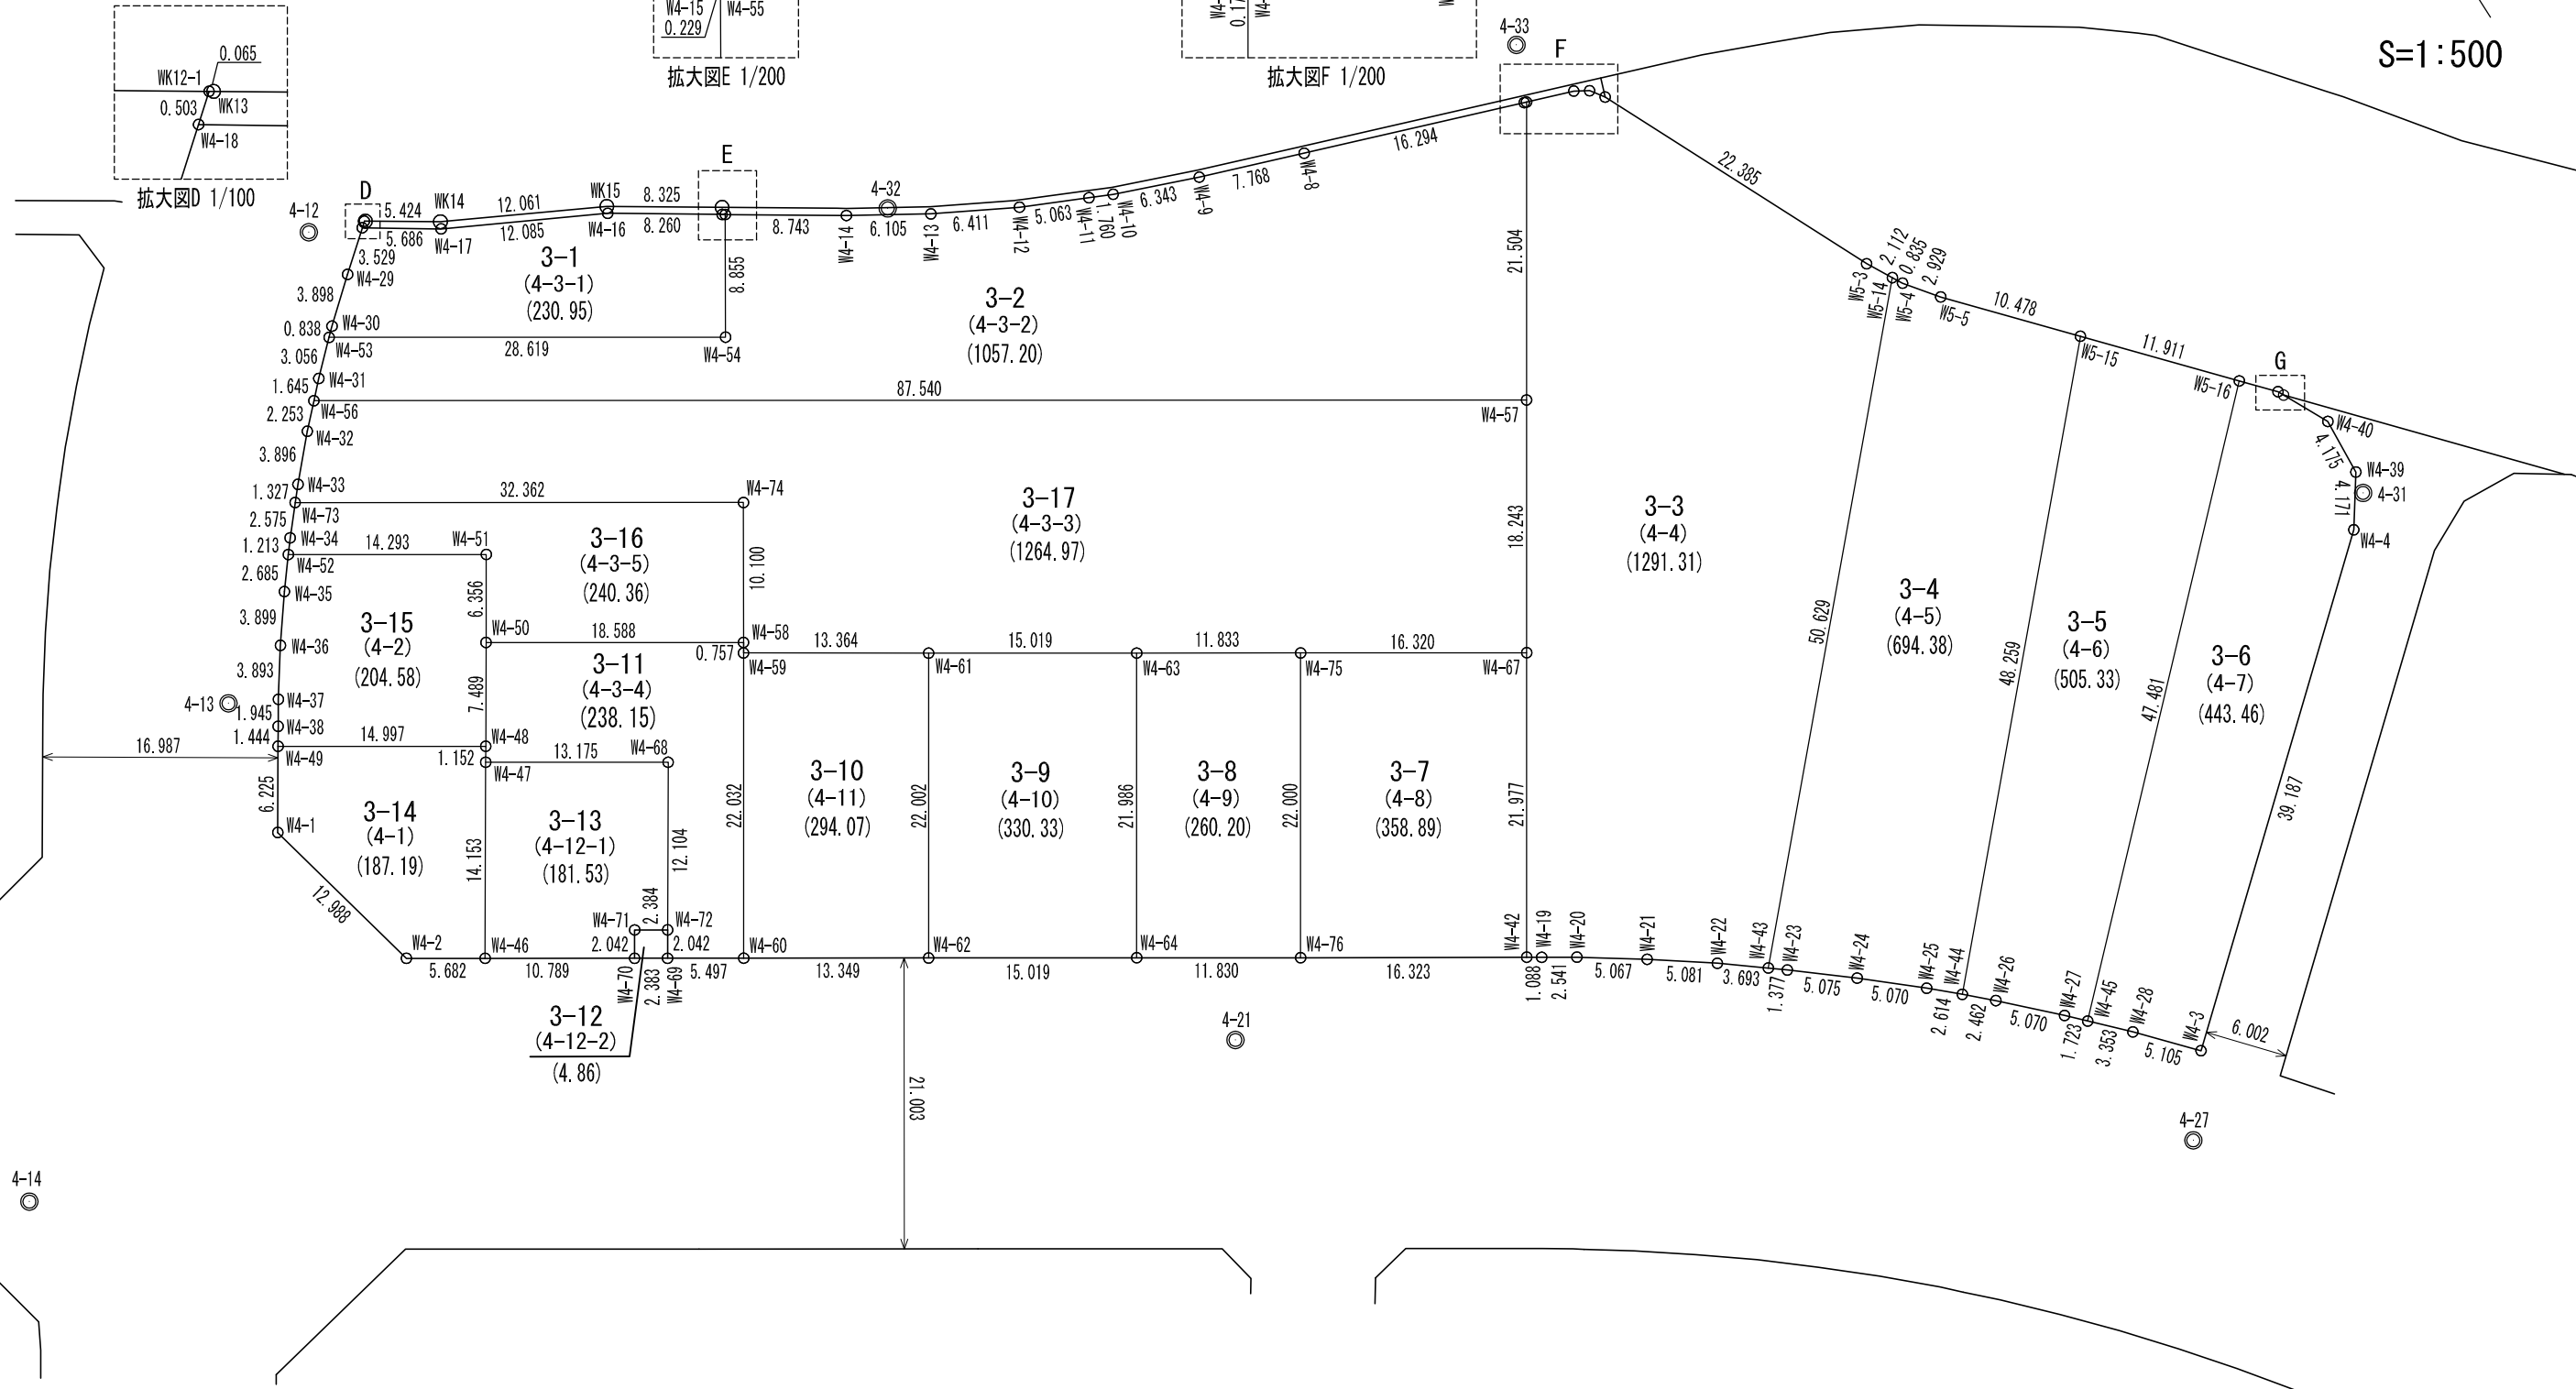 W4-15
W4-55
0.229
拡大図E 1/200
拡大図F 1/200
4-33
F
S=1:500
0.065
WK12-1
0.503
WK13
W4-18
拡大図D 1/100
D
4-12
5.424
WK14
12.061
WK15
8.325
E
4-32
5.686
W4-17
12.085
W4-16
8.260
8.743
W4-14
6.105
W4-13
6.411
W4-12
5.063
W4-11
1.760
W4-10
6.343
W4-9
7.768
W4-8
16.294
22.385
3.529
W4-29
3-1
(4-3-1)
(230.95)
8.855
3-2
(4-3-2)
(1057.20)
21.504
W5-3
2.112
W5-14
0.835
W5-4
2.929
W5-5
10.478
W5-15
11.911
W5-16
G
3.898
0.838
W4-30
W4-53
28.619
W4-54
3.056
W4-31
1.645
87.540
W4-56
W4-57
2.253
W4-32
3.896
W4-40
4.175
W4-39
4-31
4.171
W4-4
W4-33
1.327
32.362
W4-74
W4-73
2.575
W4-34
1.213
14.293
W4-51
W4-52
3-16
(4-3-5)
(240.36)
10.100
3-17
(4-3-3)
(1264.97)
18.243
3-3
(4-4)
(1291.31)
2.685
W4-35
6.356
3.899
3-15
(4-2)
(204.58)
W4-50
18.588
W4-58
W4-36
0.757
W4-59
13.364
W4-61
15.019
W4-63
11.833
W4-75
16.320
W4-67
50.629
3-4
(4-5)
(694.38)
48.259
3-5
(4-6)
(505.33)
47.481
3-6
(4-7)
(443.46)
39.187
3.893
3-11
(4-3-4)
(238.15)
7.489
4-13
W4-37
1.945
W4-38
1.444
14.997
W4-48
W4-49
1.152
W4-47
13.175
W4-68
16.987
6.225
W4-1
3-14
(4-1)
(187.19)
14.153
3-13
(4-12-1)
(181.53)
12.104
22.032
3-10
(4-11)
(294.07)
22.002
3-9
(4-10)
(330.33)
21.986
3-8
(4-9)
(260.20)
22.000
3-7
(4-8)
(358.89)
21.977
12.988
W4-2
5.682
W4-46
10.789
W4-71
2.384
W4-72
2.042
2.042
W4-70
2.383
W4-69
5.497
W4-60
13.349
W4-62
15.019
W4-64
11.830
W4-76
16.323
W4-42
1.088
W4-19
2.541
W4-20
5.067
W4-21
5.081
W4-22
3.693
W4-43
1.377
W4-23
5.075
W4-24
5.070
W4-25
2.614
W4-44
2.462
W4-26
5.070
W4-27
1.723
W4-45
3.353
W4-28
5.105
W4-3
6.002
3-12
(4-12-2)
(4.86)
21.003
4-21
4-27
4-14